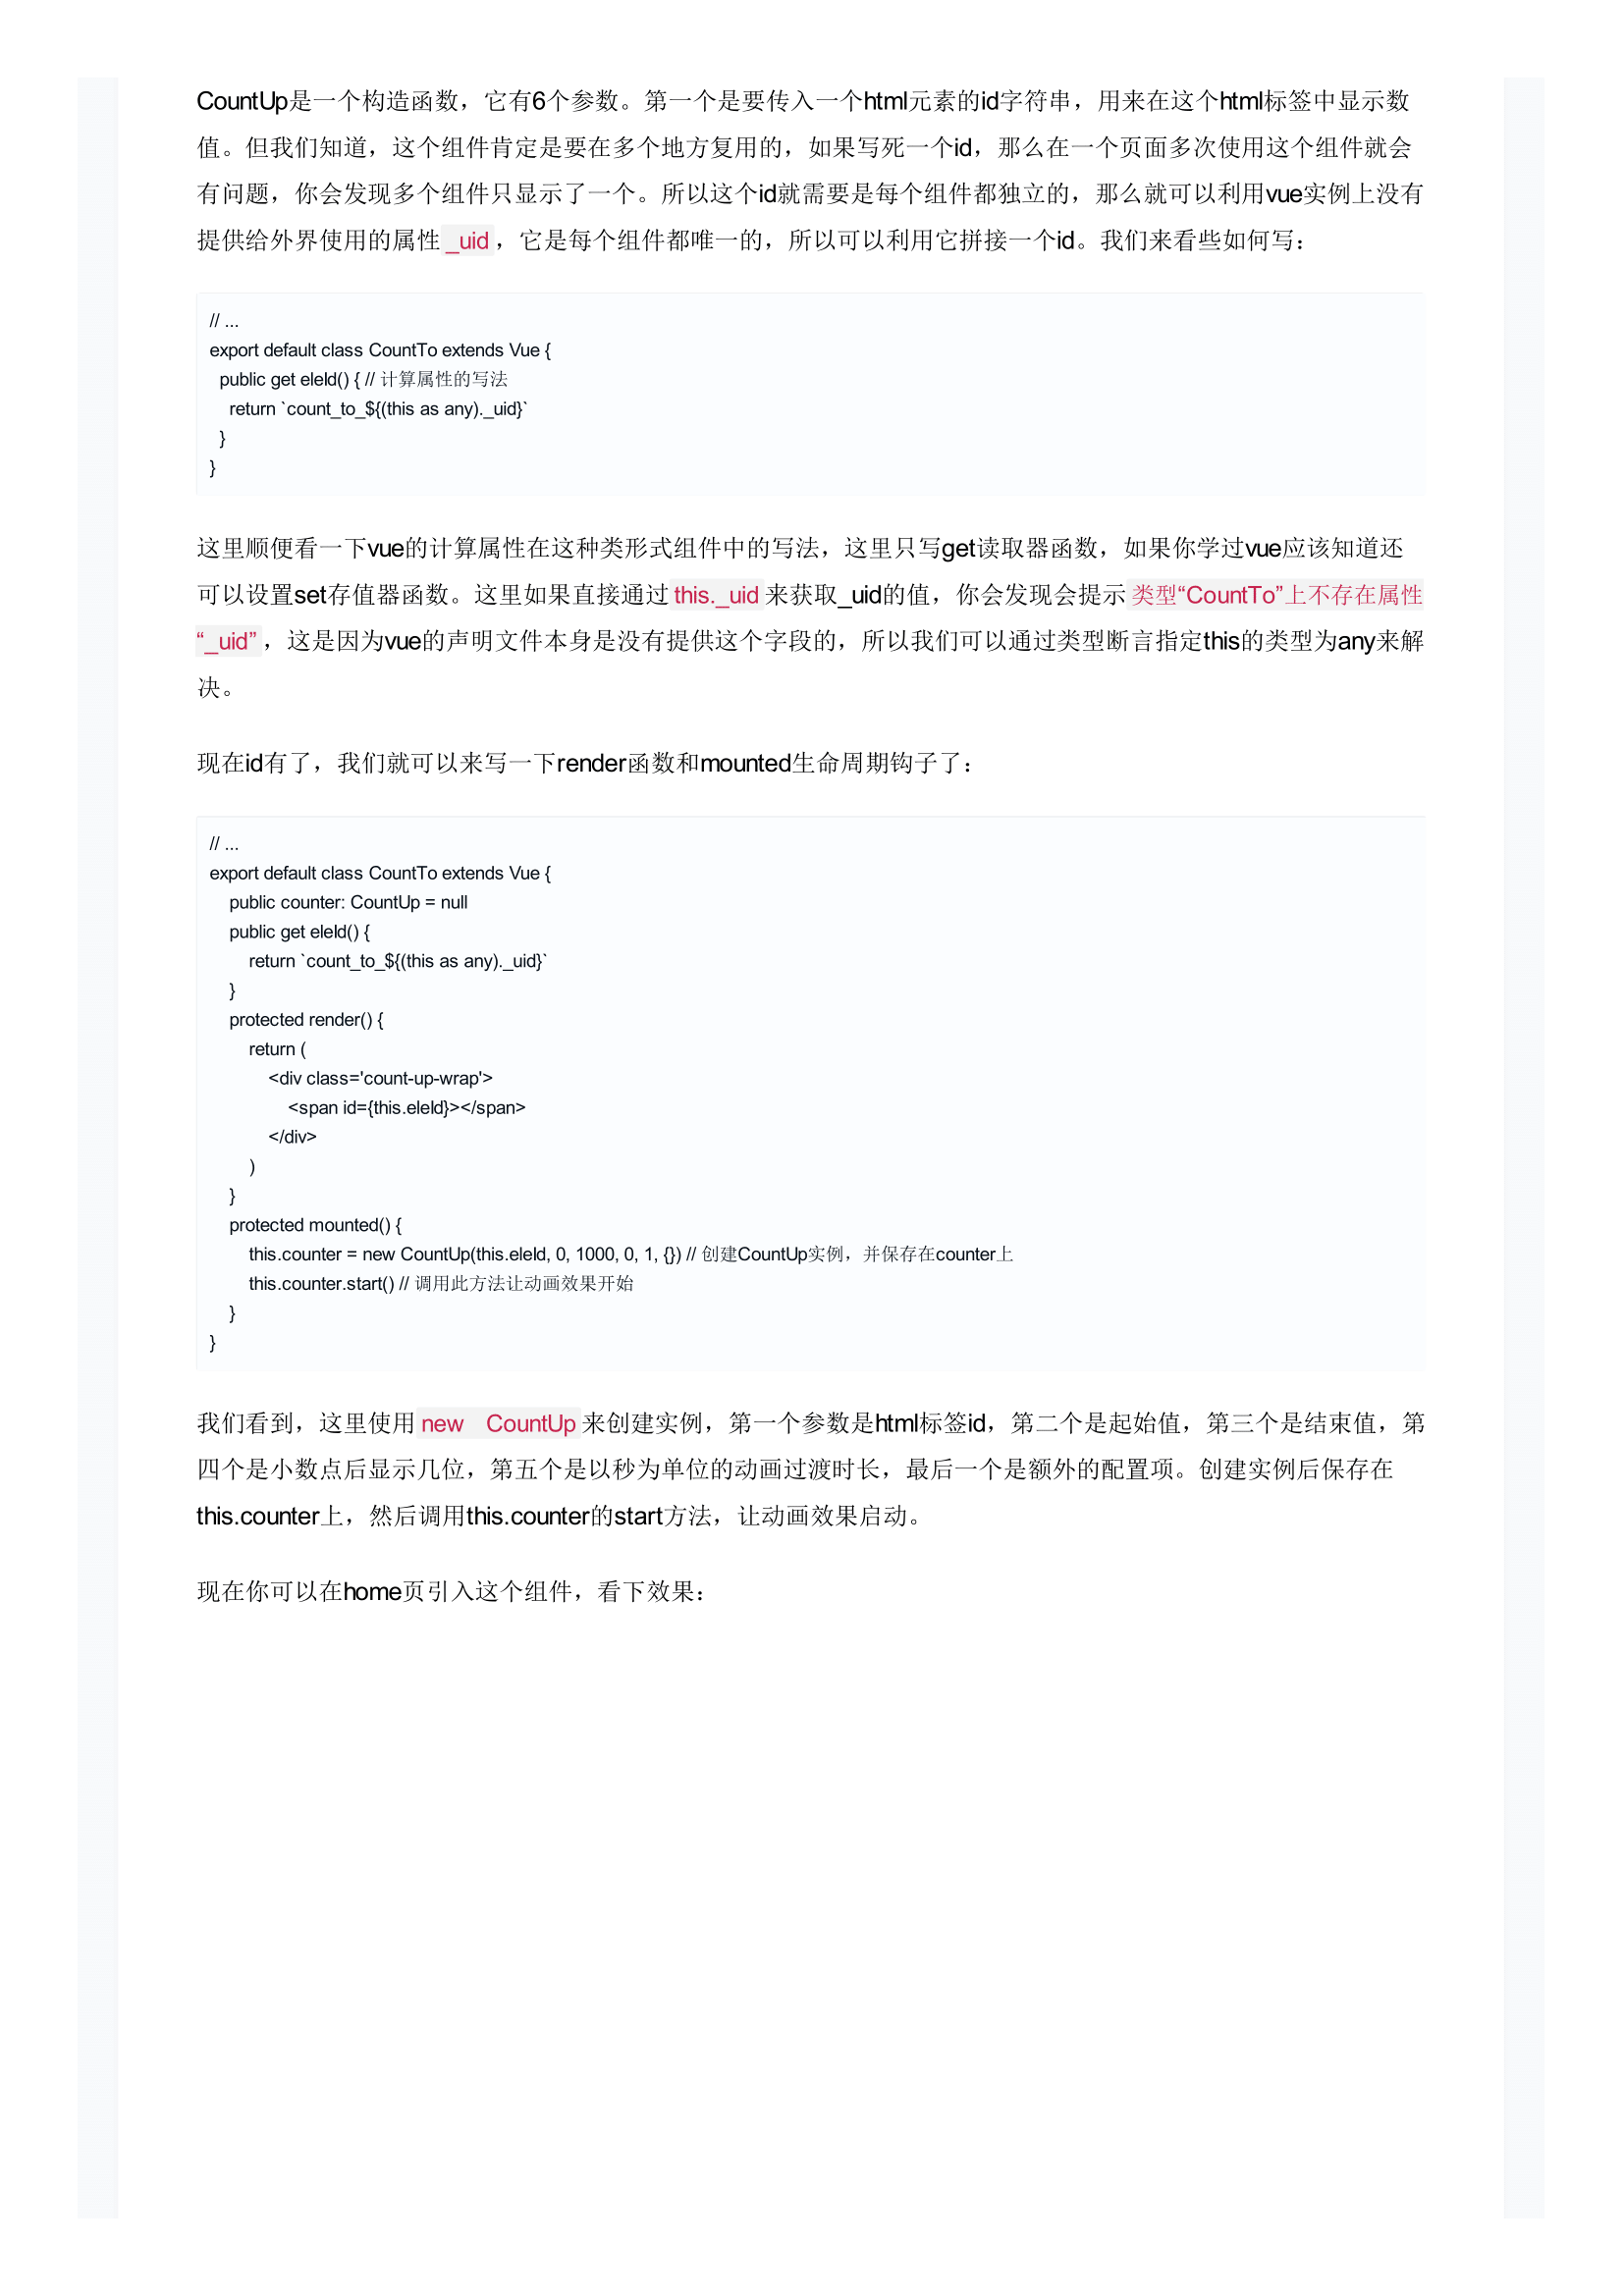 CountUp是一个构造函数，它有6个参数。第一个是要传入一个html元素的id字符串，用来在这个html标签中显示数
值。但我们知道，这个组件肯定是要在多个地方复用的，如果写死一个id，那么在一个页面多次使用这个组件就会
有问题，你会发现多个组件只显示了一个。所以这个id就需要是每个组件都独立的，那么就可以利用vue实例上没有
提供给外界使用的属性 _uid ，它是每个组件都唯一的，所以可以利用它拼接一个id。我们来看些如何写：
// ...
export default class CountTo extends Vue {
  public get eleId() { // 计算属性的写法
    return `count_to_${(this as any)._uid}`
  }
}
这里顺便看一下vue的计算属性在这种类形式组件中的写法，这里只写get读取器函数，如果你学过vue应该知道还
可以设置set存值器函数。这里如果直接通过 this._uid 来获取_uid的值，你会发现会提示 类型“CountTo”上不存在属性
“_uid” ，这是因为vue的声明文件本身是没有提供这个字段的，所以我们可以通过类型断言指定this的类型为any来解
决。
现在id有了，我们就可以来写一下render函数和mounted生命周期钩子了：
// ...
export default class CountTo extends Vue {
    public counter: CountUp = null
    public get eleId() {
        return `count_to_${(this as any)._uid}`
    }
    protected render() {
        return (
            <div class='count-up-wrap'>
                <span id={this.eleId}></span>
            </div>
        )
    }
    protected mounted() {
        this.counter = new CountUp(this.eleId, 0, 1000, 0, 1, {}) // 创建CountUp实例，并保存在counter上
        this.counter.start() // 调用此方法让动画效果开始
    }
}
我们看到，这里使用 new CountUp 来创建实例，第一个参数是html标签id，第二个是起始值，第三个是结束值，第
四个是小数点后显示几位，第五个是以秒为单位的动画过渡时长，最后一个是额外的配置项。创建实例后保存在
this.counter上，然后调用this.counter的start方法，让动画效果启动。
现在你可以在home页引入这个组件，看下效果：